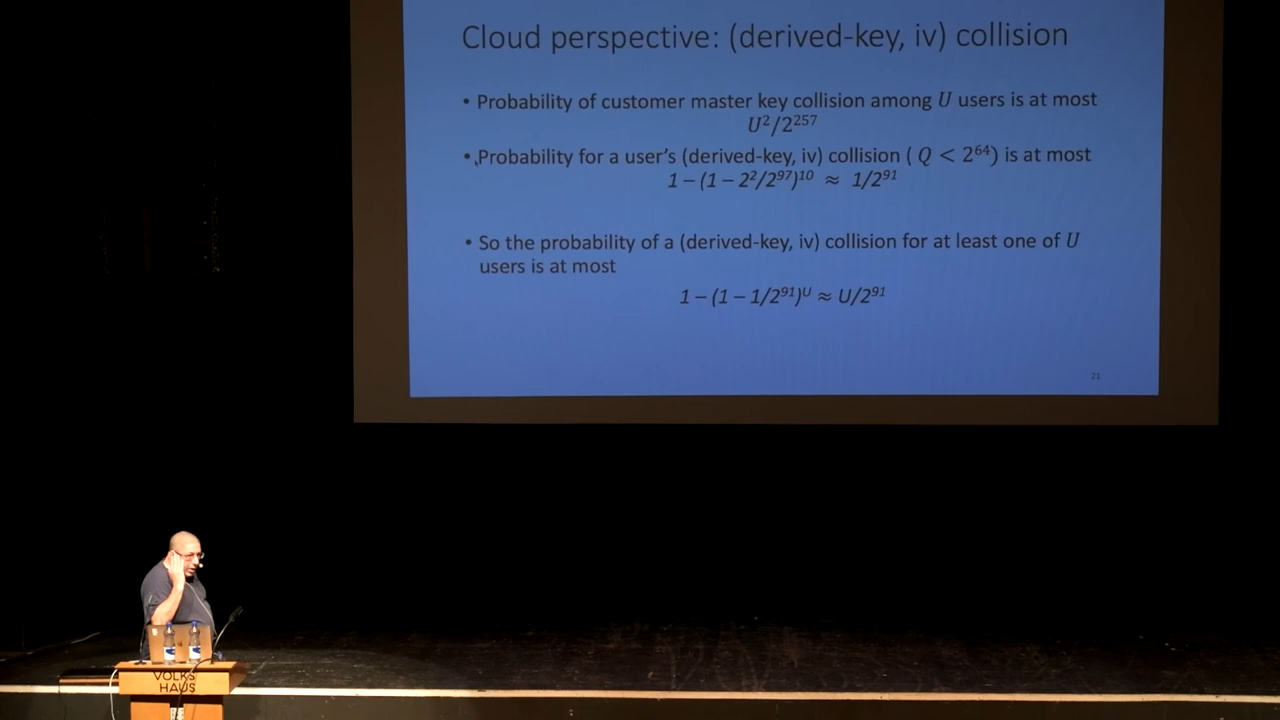 Cloud perspective: (derived-key, iv) collision
• Probability of customer master key collision among U users is at most
U²/2²⁵⁷
• Probability for a user's (derived-key, iv) collision ( Q < 2⁶⁴) is at most
1 – (1 – 2²/2⁹⁷)¹⁰ ≈ 1/2⁹¹
• So the probability of a (derived-key, iv) collision for at least one of U
users is at most
1 – (1 – 1/2⁹¹)ᵁ ≈ U/2⁹¹
21
VOLKS
HAUS